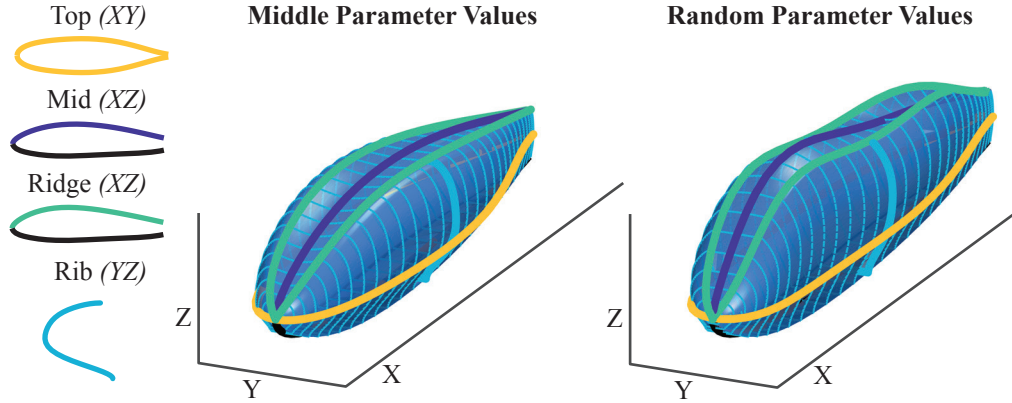 Top (XY)
Mid (XZ)
Ridge (XZ)
Rib (YZ)
Middle Parameter Values
Z
Y
X
Random Parameter Values
Z
Y
X